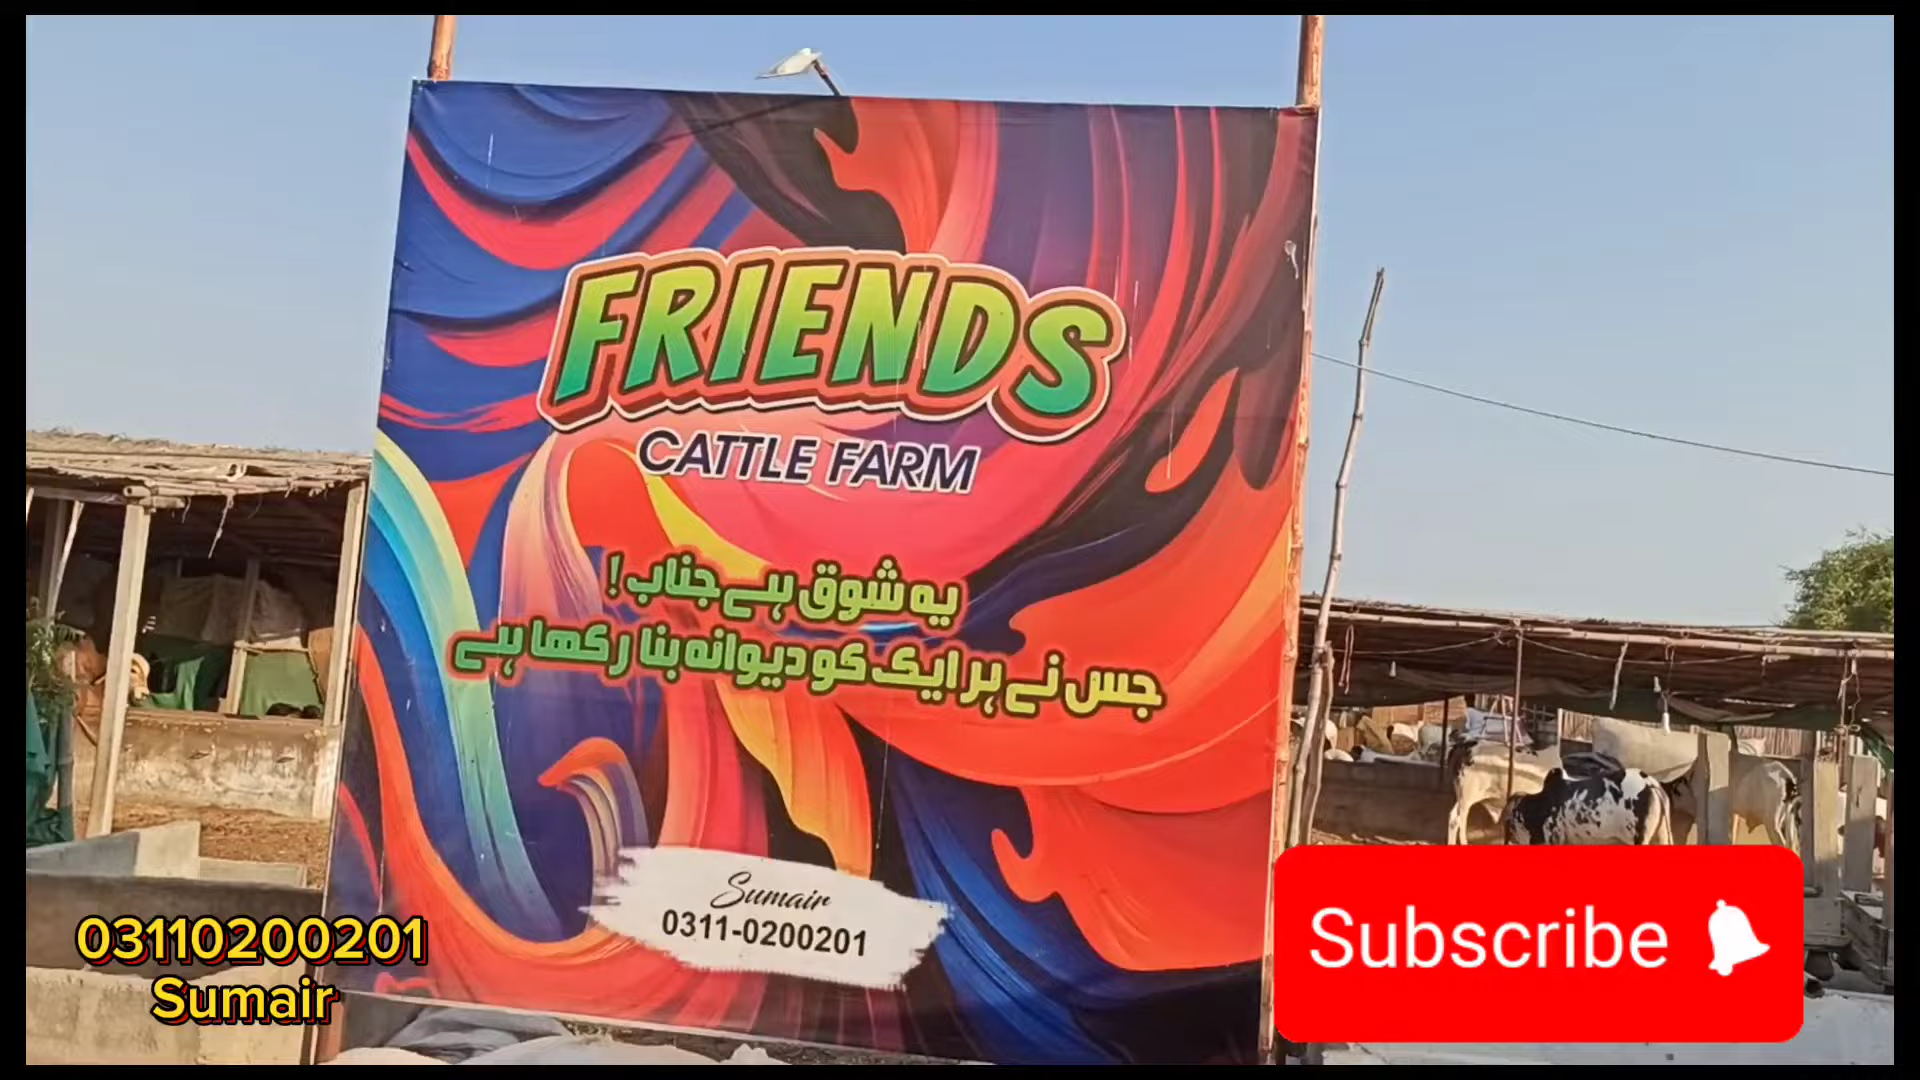 FRIENDS
CATTLE FARM
یہ شوق ہے جناب!
جس نے ہر ایک کو دیوانہ بنا رکھا ہے
Sumair
0311-0200201
03110200201
Sumair
Subscribe